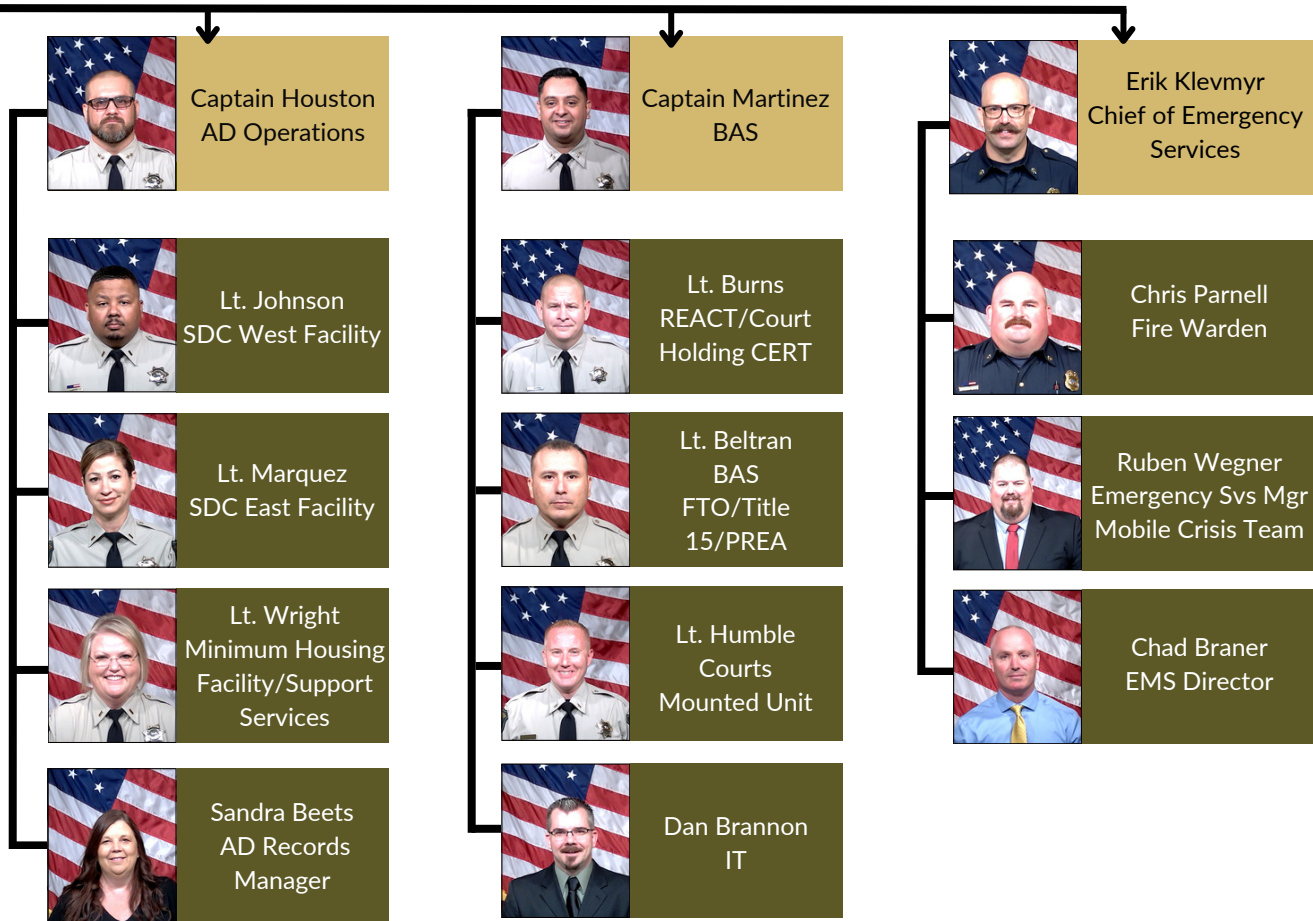 Captain Houston
AD Operations
Lt. Johnson
SDC West Facility
Lt. Marquez
SDC East Facility
Lt. Wright
Minimum Housing
Facility/Support
Services
Sandra Beets
AD Records
Manager
Captain Martinez
BAS
Lt. Burns
REACT/Court
Holding CERT
Lt. Beltran
BAS
FTO/Title
15/PREA
Lt. Humble
Courts
Mounted Unit
Dan Brannon
IT
Erik Klevmyr
Chief of Emergency
Services
Chris Parnell
Fire Warden
Ruben Wegner
Emergency Svs Mgr
Mobile Crisis Team
Chad Braner
EMS Director